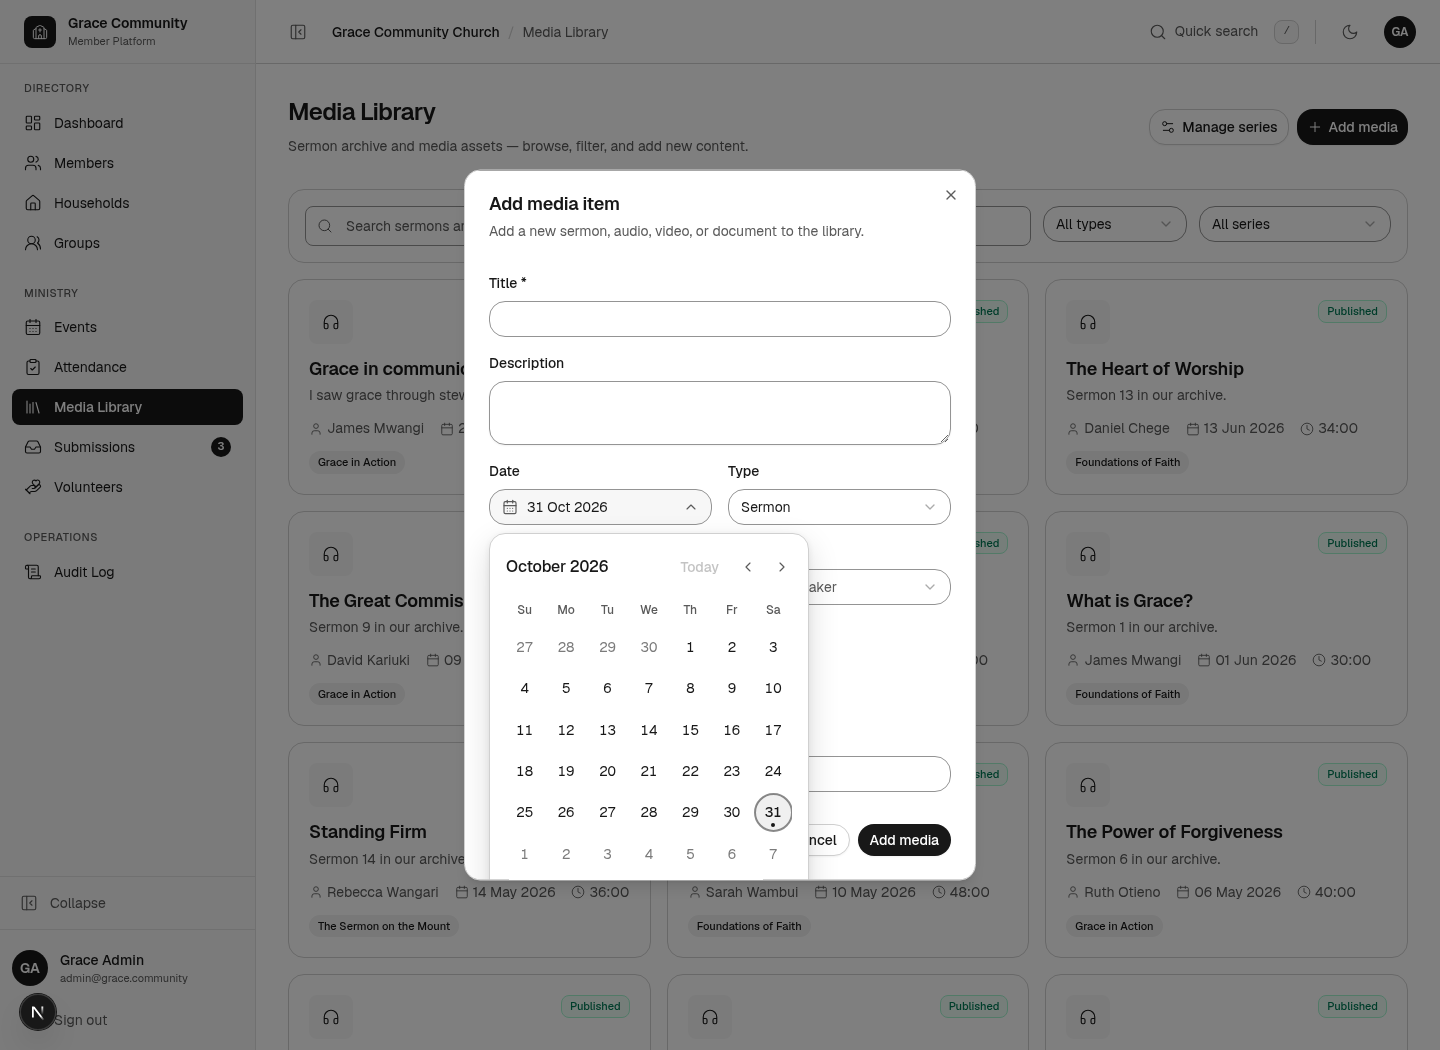 Grace Community
Member Platform
Grace Community Church / Media Library
Quick search /
GA
DIRECTORY
Dashboard
Members
Households
Groups
MINISTRY
Events
Attendance
Media Library
Submissions 3
Volunteers
OPERATIONS
Audit Log
Collapse
GA
Grace Admin
admin@grace.community
N
Sign out
Media Library
Sermon archive and media assets — browse, filter, and add new content.
Manage series
Add media
Search sermons
All types
All series
Grace in
I saw grace through
James Mwangi
Grace in Action
Published
The Heart of Worship
Sermon 13 in our archive.
Daniel Chege 13 Jun 2026 34:00
Foundations of Faith
The Great
Sermon 9 in our archive.
David Kariuki 09
Grace in Action
Published
What is Grace?
Sermon 1 in our archive.
James Mwangi 01 Jun 2026 30:00
Foundations of Faith
Standing Firm
Sermon 14 in our archive
Rebecca Wangari 14 May 2026 36:00
The Sermon on the Mount
Sarah Wambui 10 May 2026 48:00
Foundations of Faith
Published
The Power of Forgiveness
Sermon 6 in our archive.
Ruth Otieno 06 May 2026 40:00
Grace in Action
Published
Published
Published
Add media item
Add a new sermon, audio, video, or document to the library.
Title *
Description
Date
31 Oct 2026
Type
Sermon
October 2026
Today
Su Mo Tu We Th Fr Sa
27 28 29 30 1 2 3
4 5 6 7 8 9 10
11 12 13 14 15 16 17
18 19 20 21 22 23 24
25 26 27 28 29 30 31
1 2 3 4 5 6 7
Add media